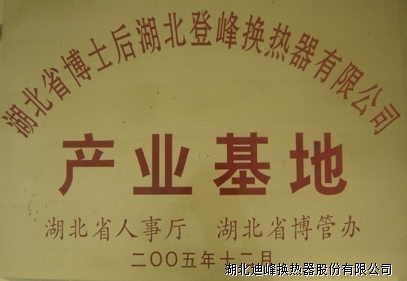 湖北省博士后湖北登峰换热器有限公司
产业基地
湖北省人事厅 湖北省博管办
二〇〇五年十二月
湖北迪峰换热器股份有限公司